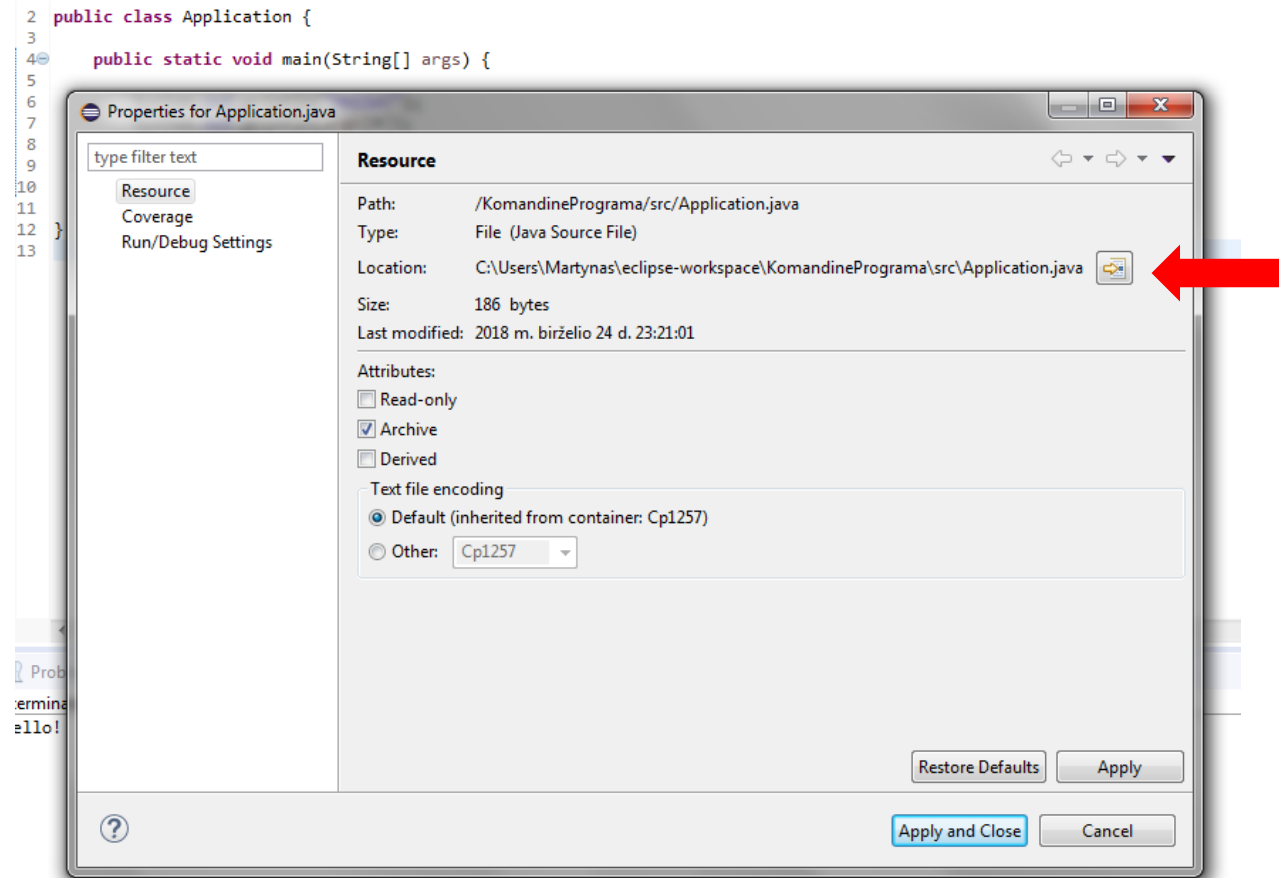 2 public class Application {
3
4 public static void main(String[] args) {
5
6
7
8
9
10
11
12 }
13
Properties for Application.java
type filter text
Resource
Coverage
Run/Debug Settings
Resource
Path: /KomandinePrograma/src/Application.java
Type: File (Java Source File)
Location: C:\Users\Martynas\eclipse-workspace\KomandinePrograma\src\Application.java
Size: 186 bytes
Last modified: 2018 m. birželio 24 d. 23:21:01
Attributes:
Read-only
Archive
Derived
Text file encoding
Default (inherited from container: Cp1257)
Other: Cp1257
Prob
ermina
ello!
Restore Defaults Apply
? Apply and Close Cancel